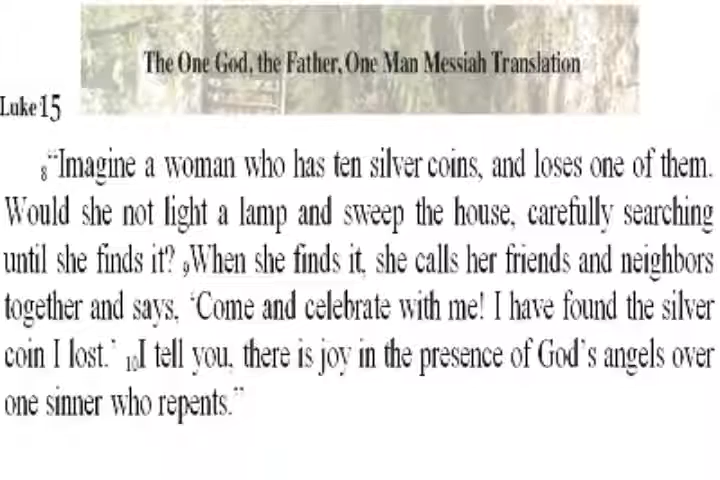 The One God, the Father, One Man Messiah Translation
Luke 15
8“Imagine a woman who has ten silver coins, and loses one of them.
Would she not light a lamp and sweep the house, carefully searching
until she finds it? 9When she finds it, she calls her friends and neighbors
together and says, ‘Come and celebrate with me! I have found the silver
coin I lost.’ 10I tell you, there is joy in the presence of God’s angels over
one sinner who repents.”